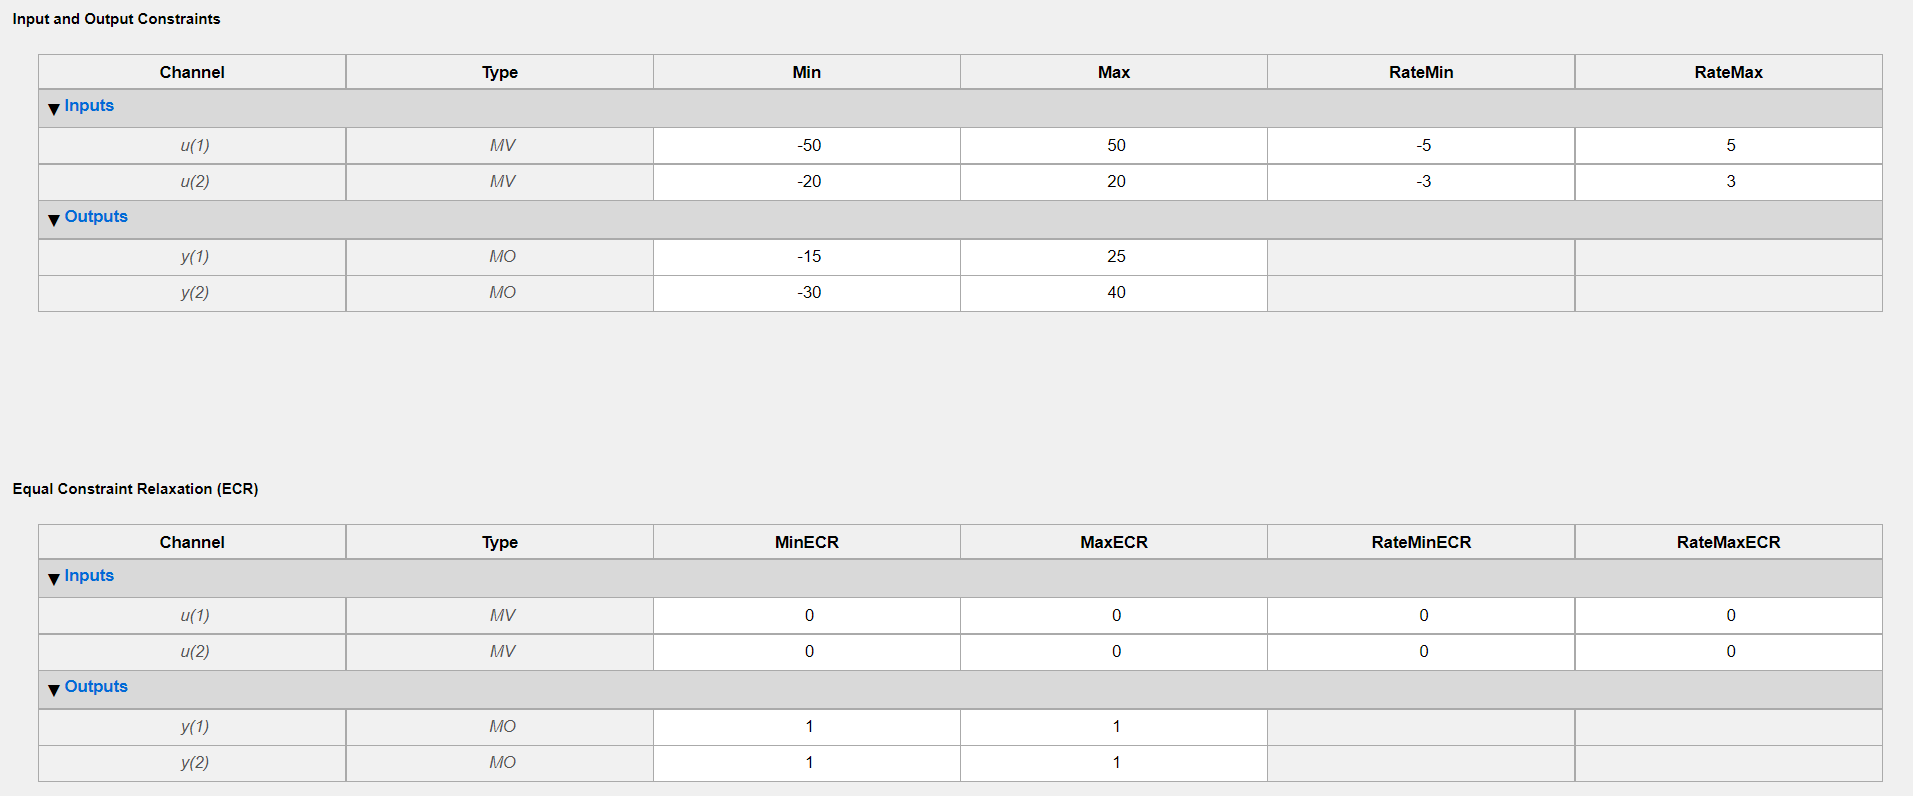 Input and Output Constraints
Channel Type Min Max RateMin RateMax
▼ Inputs
u(1) MV -50 50 -5 5
u(2) MV -20 20 -3 3
▼ Outputs
y(1) MO -15 25
y(2) MO -30 40
Equal Constraint Relaxation (ECR)
Channel Type MinECR MaxECR RateMinECR RateMaxECR
▼ Inputs
u(1) MV 0 0 0 0
u(2) MV 0 0 0 0
▼ Outputs
y(1) MO 1 1
y(2) MO 1 1